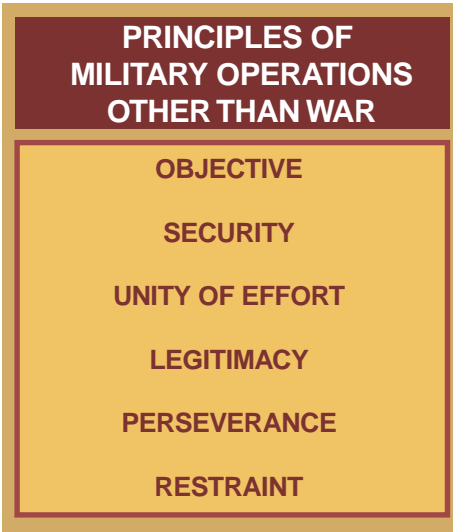 PRINCIPLES OF
MILITARY OPERATIONS
OTHER THAN WAR
OBJECTIVE
SECURITY
UNITY OF EFFORT
LEGITIMACY
PERSEVERANCE
RESTRAINT